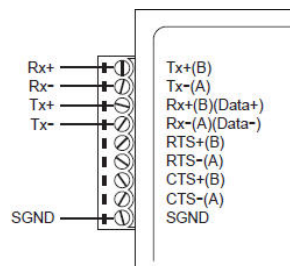 Rx+ Tx+(B)
Rx- Tx-(A)
Tx+ Rx+(B)(Data+)
Tx- Rx-(A)(Data-)
RTS+(B)
RTS-(A)
CTS+(B)
CTS-(A)
SGND SGND